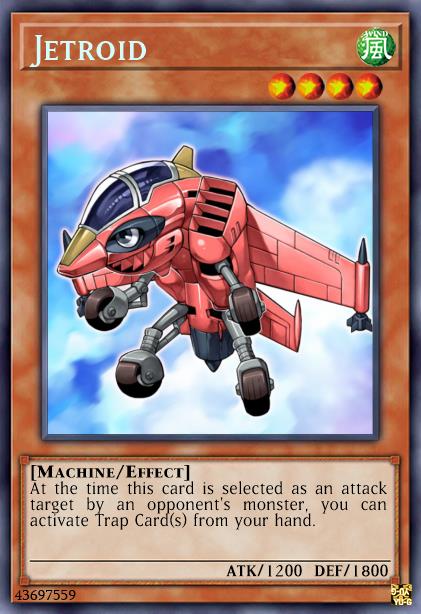 JETROID
WIND
風
[MACHINE/EFFECT]
At the time this card is selected as an attack
target by an opponent's monster, you can
activate Trap Card(s) from your hand.
ATK/1200 DEF/1800
43697559